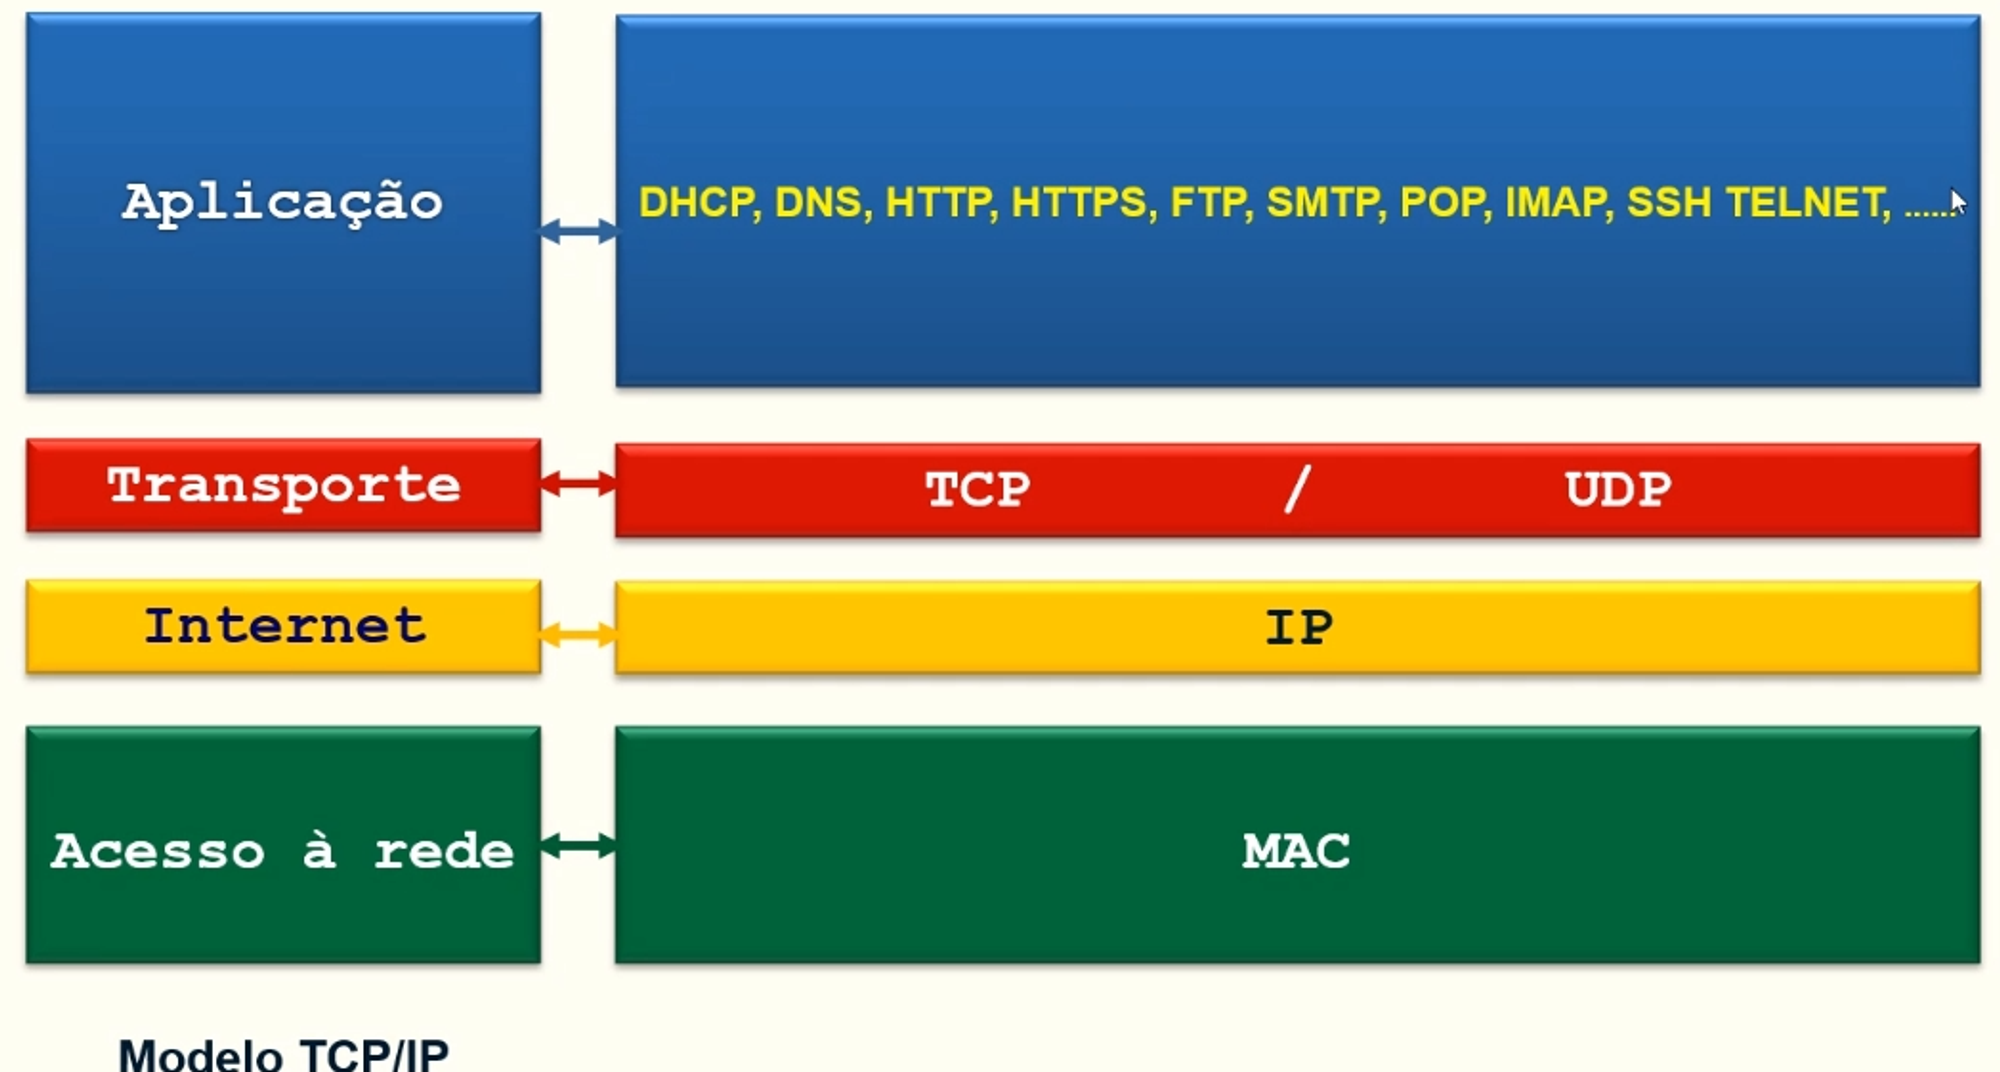 Aplicação
DHCP, DNS, HTTP, HTTPS, FTP, SMTP, POP, IMAP, SSH TELNET, ......
Transporte
TCP / UDP
Internet
IP
Acesso à rede
MAC
Modelo TCP/IP